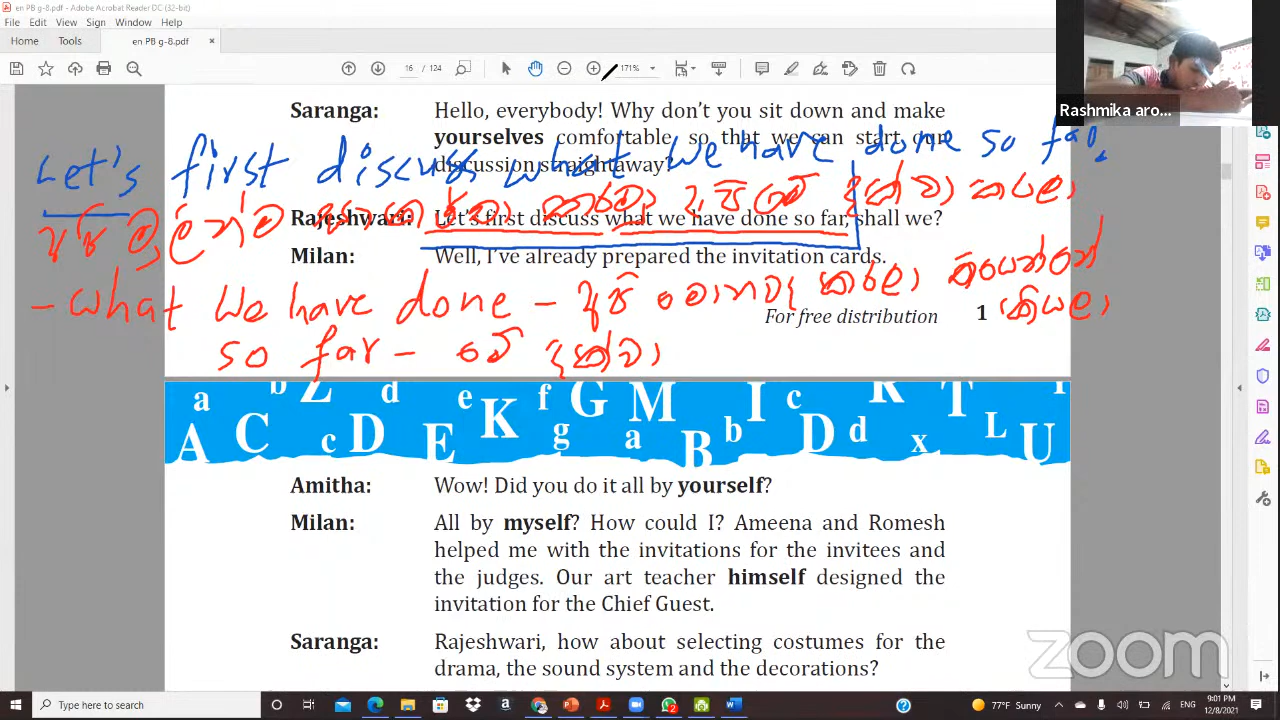 en PB g-8.pdf - Adobe Acrobat Reader DC (32-bit)
File Edit View Sign Window Help
Home Tools en PB g-8.pdf ×
16 / 124 171%
Saranga: Hello, everybody! Why don't you sit down and make
yourselves comfortable so that we can start our
discussion straightaway?
Let's first discuss what we have done so far,
Rajeshwari: Let's first discuss what we have done so far, shall we?
Milan: Well, I've already prepared the invitation cards.
- what we have done - අපි
For free distribution 1
so far - මේ දක්වා
a b Z d e f G M I c R T
A C c D E K g a B b D d x L U
Amitha: Wow! Did you do it all by yourself?
Milan: All by myself? How could I? Ameena and Romesh
helped me with the invitations for the invitees and
the judges. Our art teacher himself designed the
invitation for the Chief Guest.
Saranga: Rajeshwari, how about selecting costumes for the
drama, the sound system and the decorations?
Rashmika aro...
zoom
Type here to search
77°F Sunny ENG 9:01 PM
12/8/2021